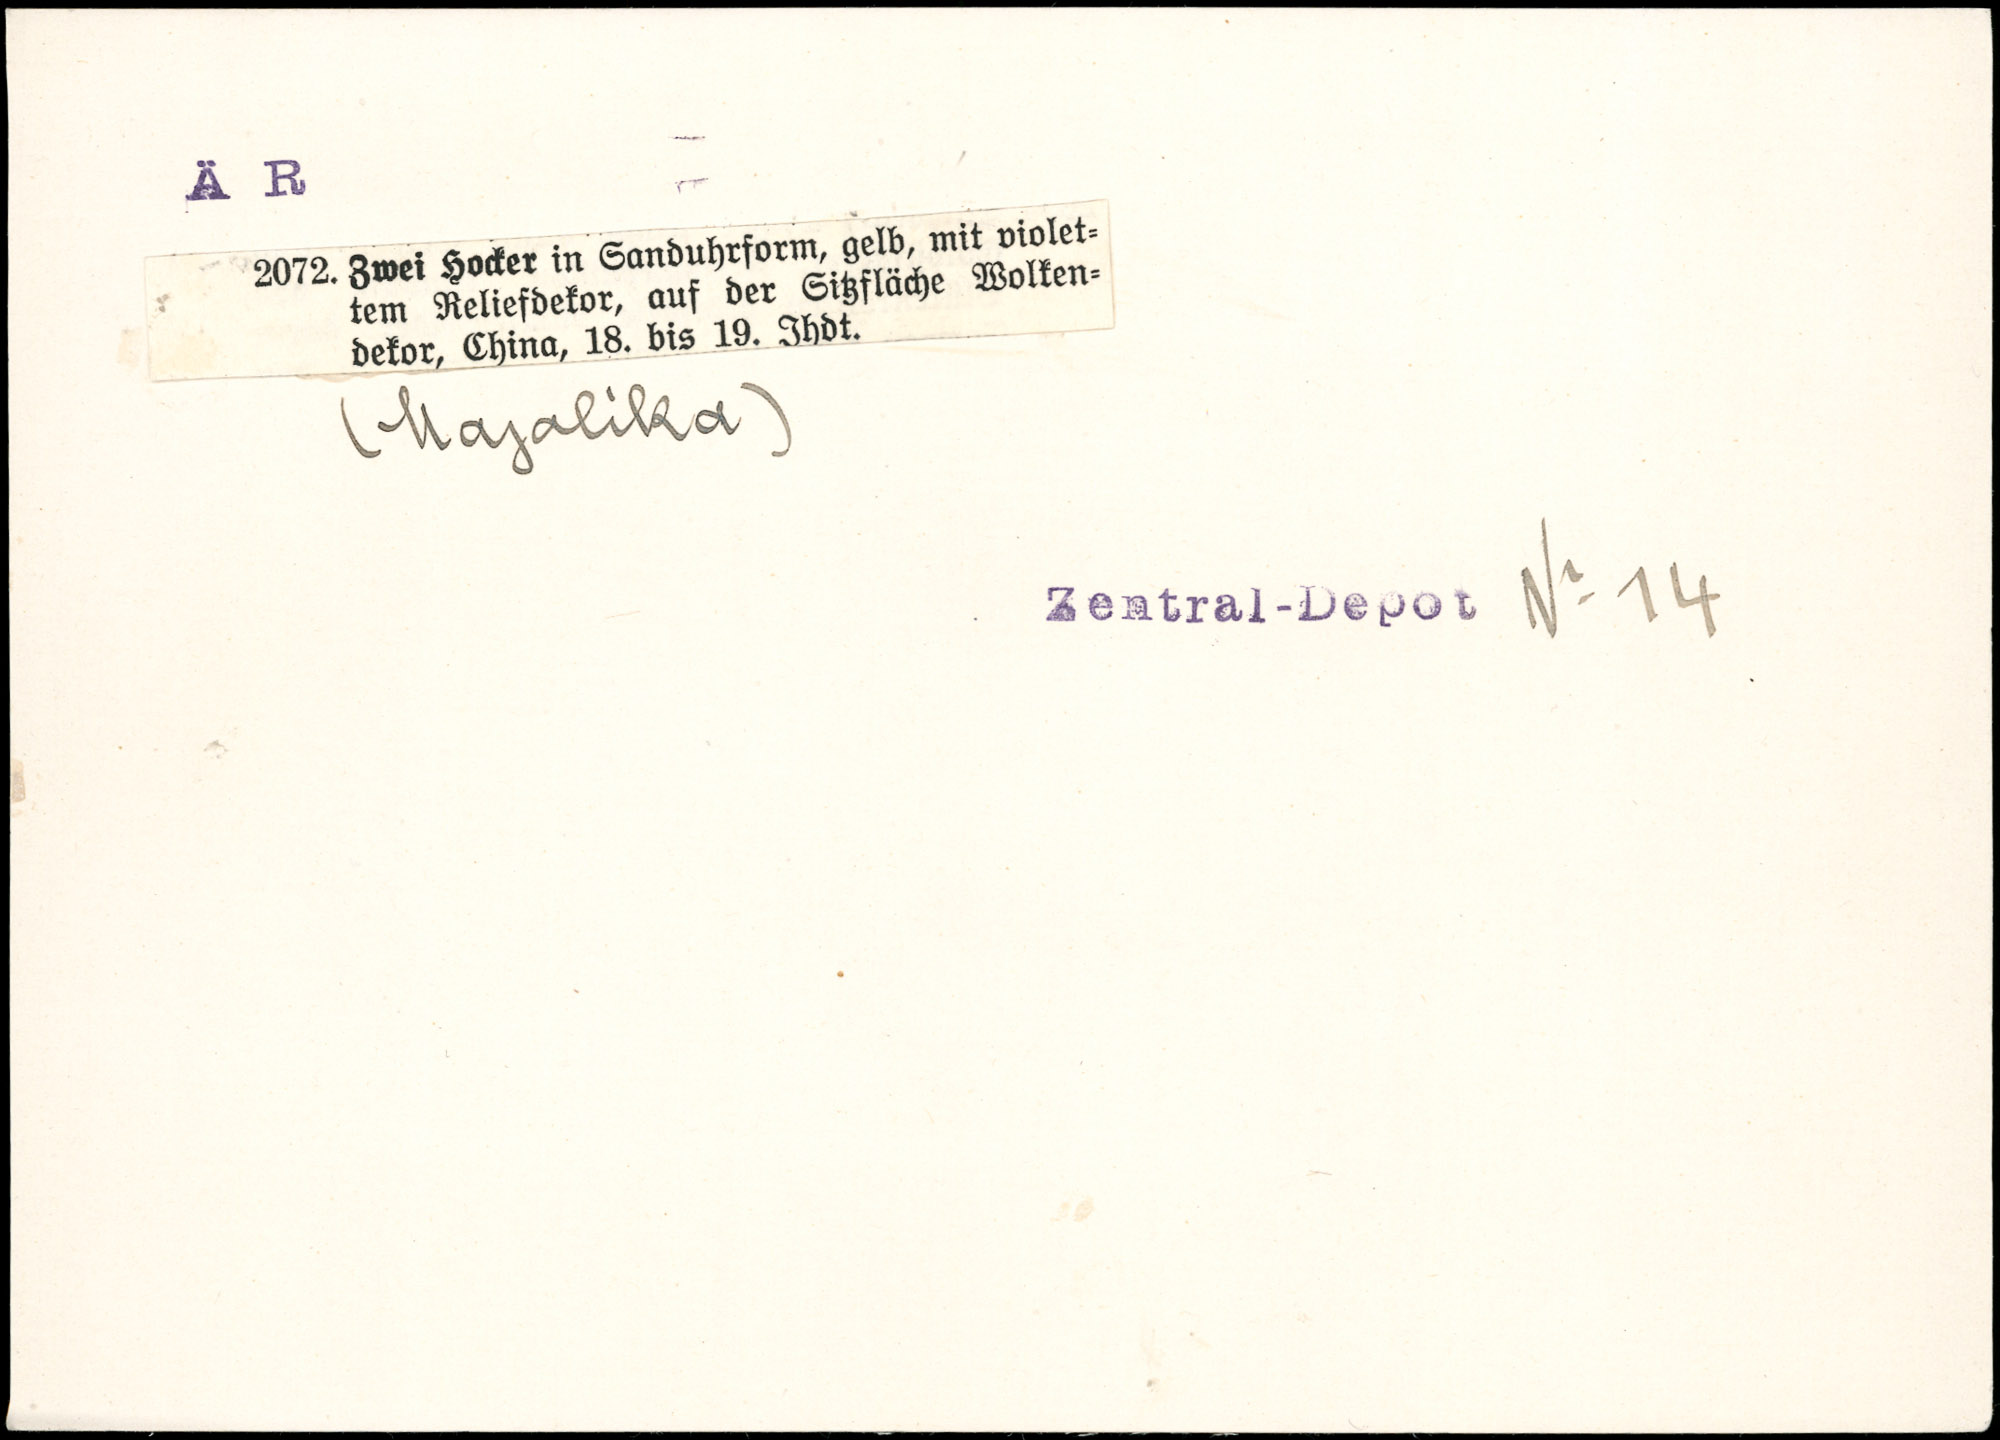 Ä R
2072. Zwei Hocker in Sanduhrform, gelb, mit violet-
tem Reliefdekor, auf der Sitzfläche Wolken-
dekor, China, 18. bis 19. Jhdt.
(Majolika)
Zentral-Depot Nr. 14